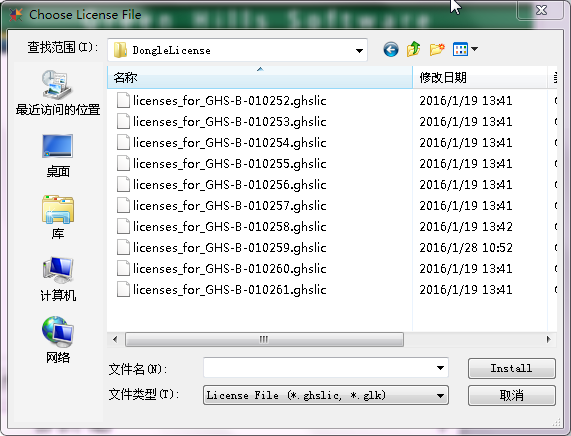 Green Hills Software
Choose License File
查找范围(I): DongleLicense
最近访问的位置
桌面
库
计算机
网络
名称 修改日期
licenses_for_GHS-B-010252.ghslic 2016/1/19 13:41
licenses_for_GHS-B-010253.ghslic 2016/1/19 13:41
licenses_for_GHS-B-010254.ghslic 2016/1/19 13:41
licenses_for_GHS-B-010255.ghslic 2016/1/19 13:41
licenses_for_GHS-B-010256.ghslic 2016/1/19 13:41
licenses_for_GHS-B-010257.ghslic 2016/1/19 13:41
licenses_for_GHS-B-010258.ghslic 2016/1/19 13:42
licenses_for_GHS-B-010259.ghslic 2016/1/28 10:52
licenses_for_GHS-B-010260.ghslic 2016/1/19 13:41
licenses_for_GHS-B-010261.ghslic 2016/1/19 13:41
文件名(N): Install
文件类型(T): License File (*.ghslic, *.glk) 取消